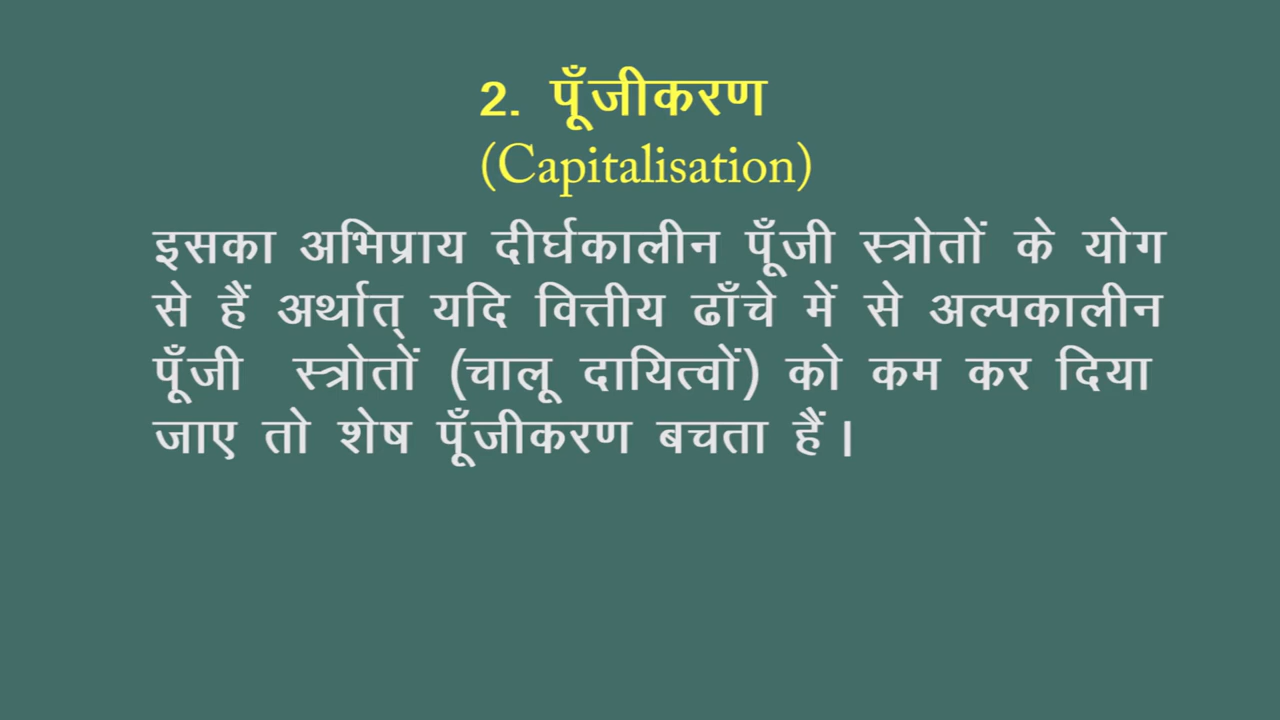 2. पूँजीकरण
(Capitalisation)
इसका अभिप्राय दीर्घकालीन पूँजी स्त्रोतों के योग
से हैं अर्थात् यदि वित्तीय ढाँचे में से अल्पकालीन
पूँजी स्त्रोतों (चालू दायित्वों) को कम कर दिया
जाए तो शेष पूँजीकरण बचता हैं।